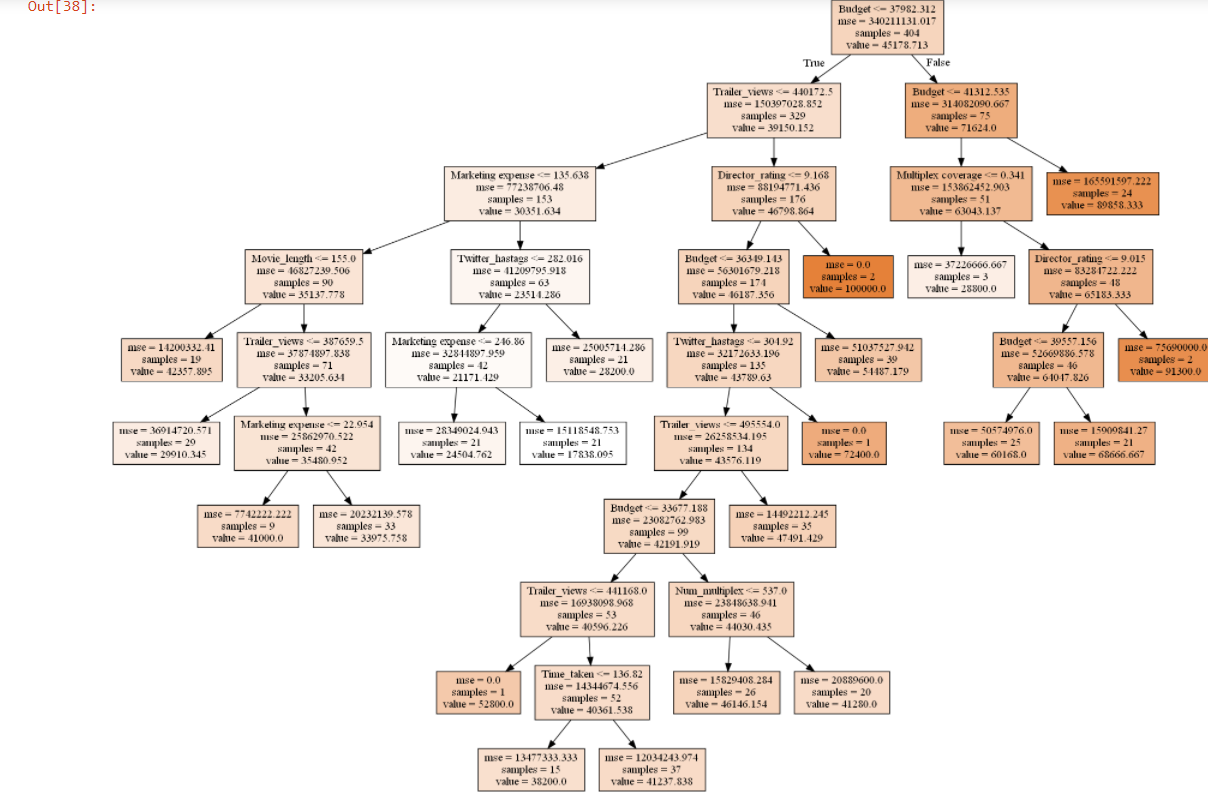 Out[38]:
Budget <= 37982.312
mse = 340211131.017
samples = 404
value = 45178.713
True
False
Trailer_views <= 440172.5
mse = 150397028.852
samples = 329
value = 39150.152
Budget <= 41312.535
mse = 314082090.667
samples = 75
value = 71624.0
Marketing expense <= 135.638
mse = 77238706.48
samples = 153
value = 30351.634
Director_rating <= 9.168
mse = 88194771.436
samples = 176
value = 46798.864
Multiplex coverage <= 0.341
mse = 153862452.903
samples = 51
value = 63043.137
mse = 165591597.222
samples = 24
value = 89858.333
Movie_length <= 155.0
mse = 46827239.506
samples = 90
value = 35137.778
Twitter_hastags <= 282.016
mse = 41209795.918
samples = 63
value = 23514.286
Budget <= 36349.143
mse = 56301679.218
samples = 174
value = 46187.356
mse = 0.0
samples = 2
value = 100000.0
mse = 37226666.667
samples = 3
value = 28800.0
Director_rating <= 9.015
mse = 83284722.222
samples = 48
value = 65183.333
mse = 14200332.41
samples = 19
value = 42357.895
Trailer_views <= 387659.5
mse = 37874897.838
samples = 71
value = 33205.634
Marketing expense <= 246.86
mse = 32844897.959
samples = 42
value = 21171.429
mse = 25005714.286
samples = 21
value = 28200.0
Twitter_hastags <= 304.92
mse = 32172633.196
samples = 135
value = 43789.63
mse = 51037527.942
samples = 39
value = 54487.179
Budget <= 39557.156
mse = 52669886.578
samples = 46
value = 64047.826
mse = 75690000.0
samples = 2
value = 91300.0
mse = 36914720.571
samples = 29
value = 29910.345
Marketing expense <= 22.954
mse = 25862970.522
samples = 42
value = 35480.952
mse = 28349024.943
samples = 21
value = 24504.762
mse = 15118548.753
samples = 21
value = 17838.095
Trailer_views <= 495554.0
mse = 26258534.195
samples = 134
value = 43576.119
mse = 0.0
samples = 1
value = 72400.0
mse = 50574976.0
samples = 25
value = 60168.0
mse = 15909841.27
samples = 21
value = 68666.667
mse = 7742222.222
samples = 9
value = 41000.0
mse = 20232139.578
samples = 33
value = 33975.758
Budget <= 33677.188
mse = 23082762.983
samples = 99
value = 42191.919
mse = 14492212.245
samples = 35
value = 47491.429
Trailer_views <= 441168.0
mse = 16938098.968
samples = 53
value = 40596.226
Num_multiplex <= 537.0
mse = 23848638.941
samples = 46
value = 44030.435
mse = 0.0
samples = 1
value = 52800.0
Time_taken <= 136.82
mse = 14344674.556
samples = 52
value = 40361.538
mse = 15829408.284
samples = 26
value = 46146.154
mse = 20889600.0
samples = 20
value = 41280.0
mse = 13477333.333
samples = 15
value = 38200.0
mse = 12034243.974
samples = 37
value = 41237.838